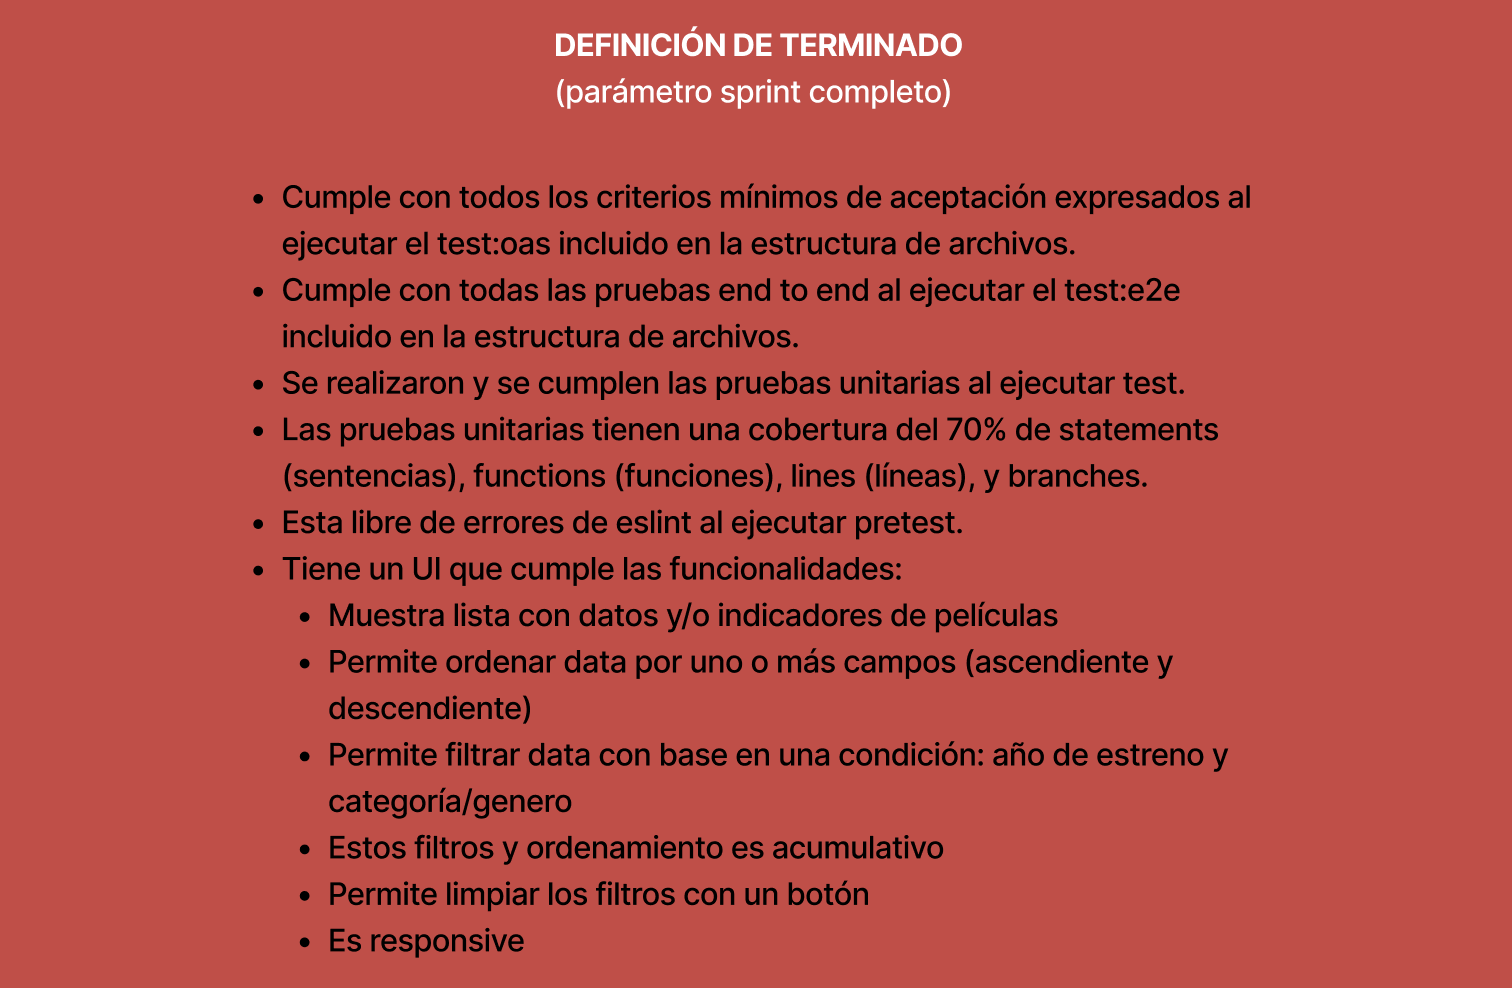 DEFINICIÓN DE TERMINADO
(parámetro sprint completo)
• Cumple con todos los criterios mínimos de aceptación expresados al
ejecutar el test:oas incluido en la estructura de archivos.
• Cumple con todas las pruebas end to end al ejecutar el test:e2e
incluido en la estructura de archivos.
• Se realizaron y se cumplen las pruebas unitarias al ejecutar test.
• Las pruebas unitarias tienen una cobertura del 70% de statements
(sentencias), functions (funciones), lines (líneas), y branches.
• Esta libre de errores de eslint al ejecutar pretest.
• Tiene un UI que cumple las funcionalidades:
• Muestra lista con datos y/o indicadores de películas
• Permite ordenar data por uno o más campos (ascendiente y
descendiente)
• Permite filtrar data con base en una condición: año de estreno y
categoría/genero
• Estos filtros y ordenamiento es acumulativo
• Permite limpiar los filtros con un botón
• Es responsive